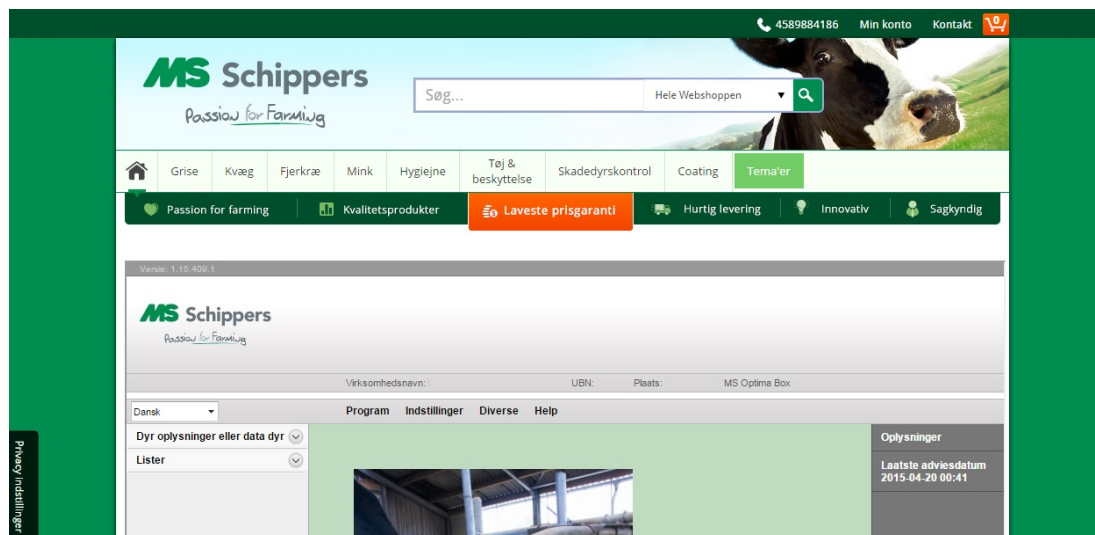 4589884186 Min konto Kontakt 0
MS Schippers
Passion for Farming
Søg... Hele Webshoppen
Grise Kvæg Fjerkræ Mink Hygiejne Tøj & beskyttelse Skadedyrskontrol Coating Tema'er
Passion for farming Kvalitetsprodukter Laveste prisgaranti Hurtig levering Innovativ Sagkyndig
Versie: 1.15.409.1
MS Schippers
Passion for Farming
Virksomhedsnavn: UBN: Plaats: MS Optima Box
Dansk Program Indstillinger Diverse Help
Dyr oplysninger eller data dyr
Lister
Oplysninger
Laatste adviesdatum
2015-04-20 00:41
Privacy indstillinger